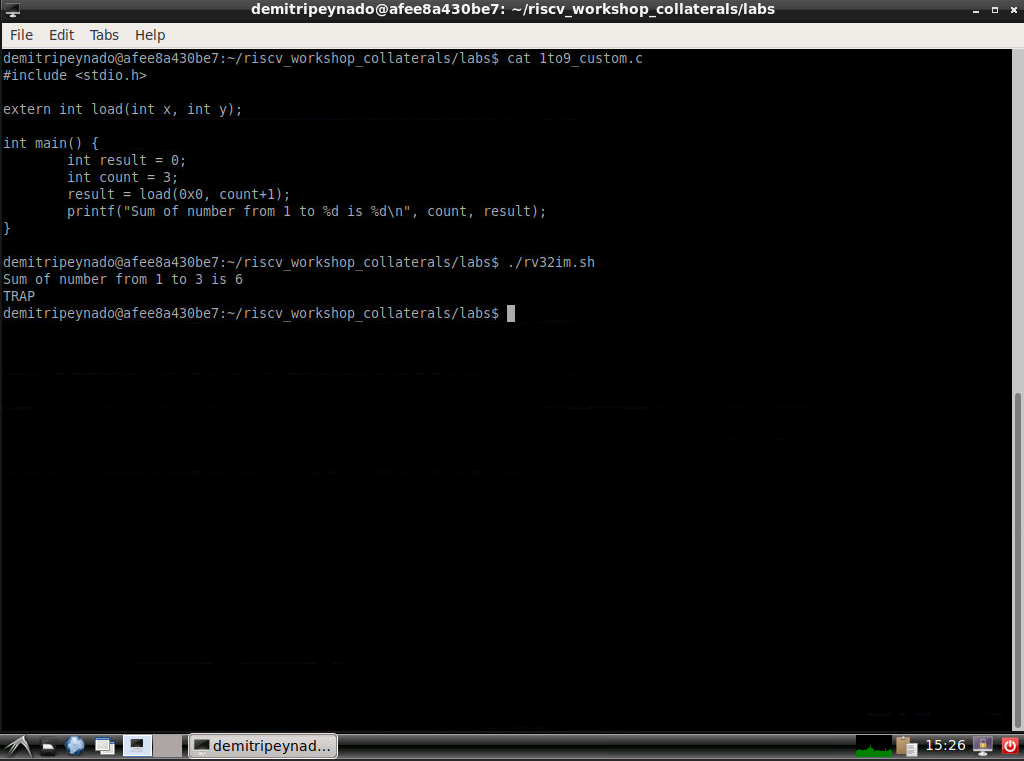 demitripeynado@afee8a430be7: ~/riscv_workshop_collaterals/labs
File Edit Tabs Help
demitripeynado@afee8a430be7:~/riscv_workshop_collaterals/labs$ cat 1to9_custom.c
#include <stdio.h>
extern int load(int x, int y);
int main() {
        int result = 0;
        int count = 3;
        result = load(0x0, count+1);
        printf("Sum of number from 1 to %d is %d\n", count, result);
}
demitripeynado@afee8a430be7:~/riscv_workshop_collaterals/labs$ ./rv32im.sh
Sum of number from 1 to 3 is 6
TRAP
demitripeynado@afee8a430be7:~/riscv_workshop_collaterals/labs$
demitripeynad... 15:26